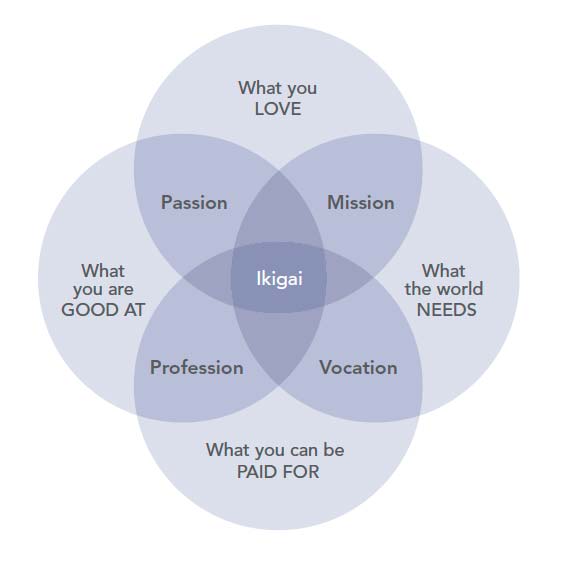 What you
LOVE
Passion
Mission
What
you are
GOOD AT
Ikigai
What
the world
NEEDS
Profession
Vocation
What you can be
PAID FOR